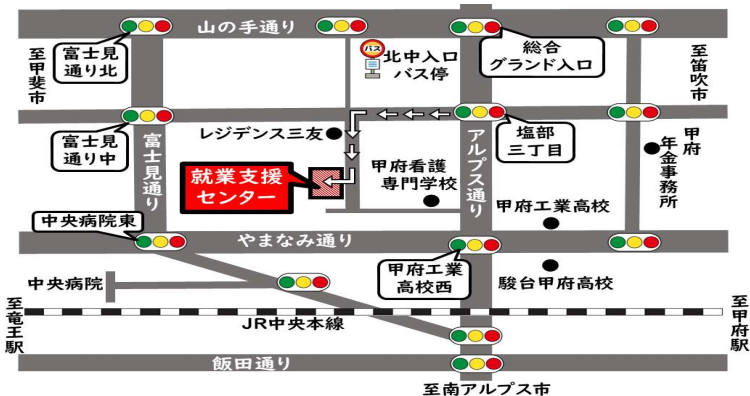 山の手通り
富士見
通り北
至甲斐市
バス
北中入口
バス停
総合
グランド入口
至笛吹市
富士見
通り中
富士見通り
レジデンス三友
アルプス通り
塩部
三丁目
甲府
年金事務所
就業支援
センター
甲府看護
専門学校
甲府工業高校
中央病院東
やまなみ通り
甲府工業
高校西
駿台甲府高校
中央病院
至竜王駅
JR中央本線
至甲府駅
飯田通り
至南アルプス市